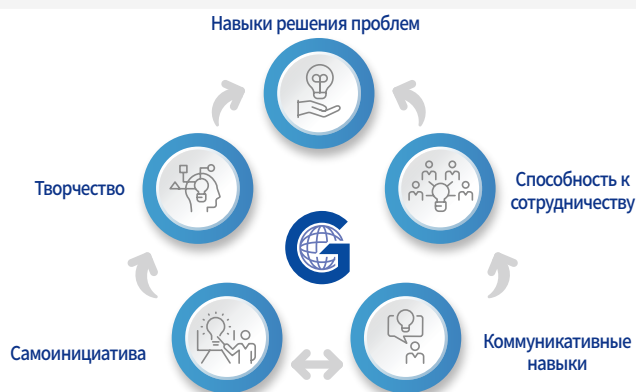 Навыки решения проблем
Творчество
Способность к
сотрудничеству
Самоинициатива
Коммуникативные
навыки